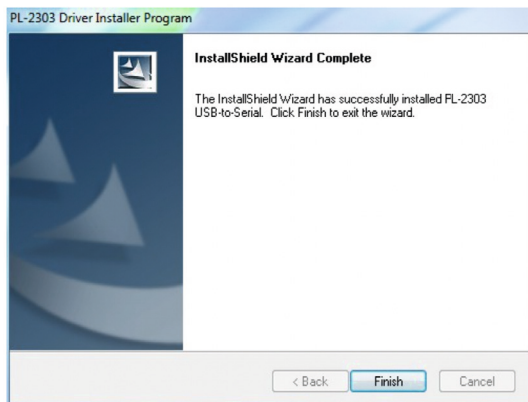 PL-2303 Driver Installer Program
InstallShield Wizard Complete
The InstallShield Wizard has successfully installed PL-2303
USB-to-Serial. Click Finish to exit the wizard.
< Back Finish Cancel